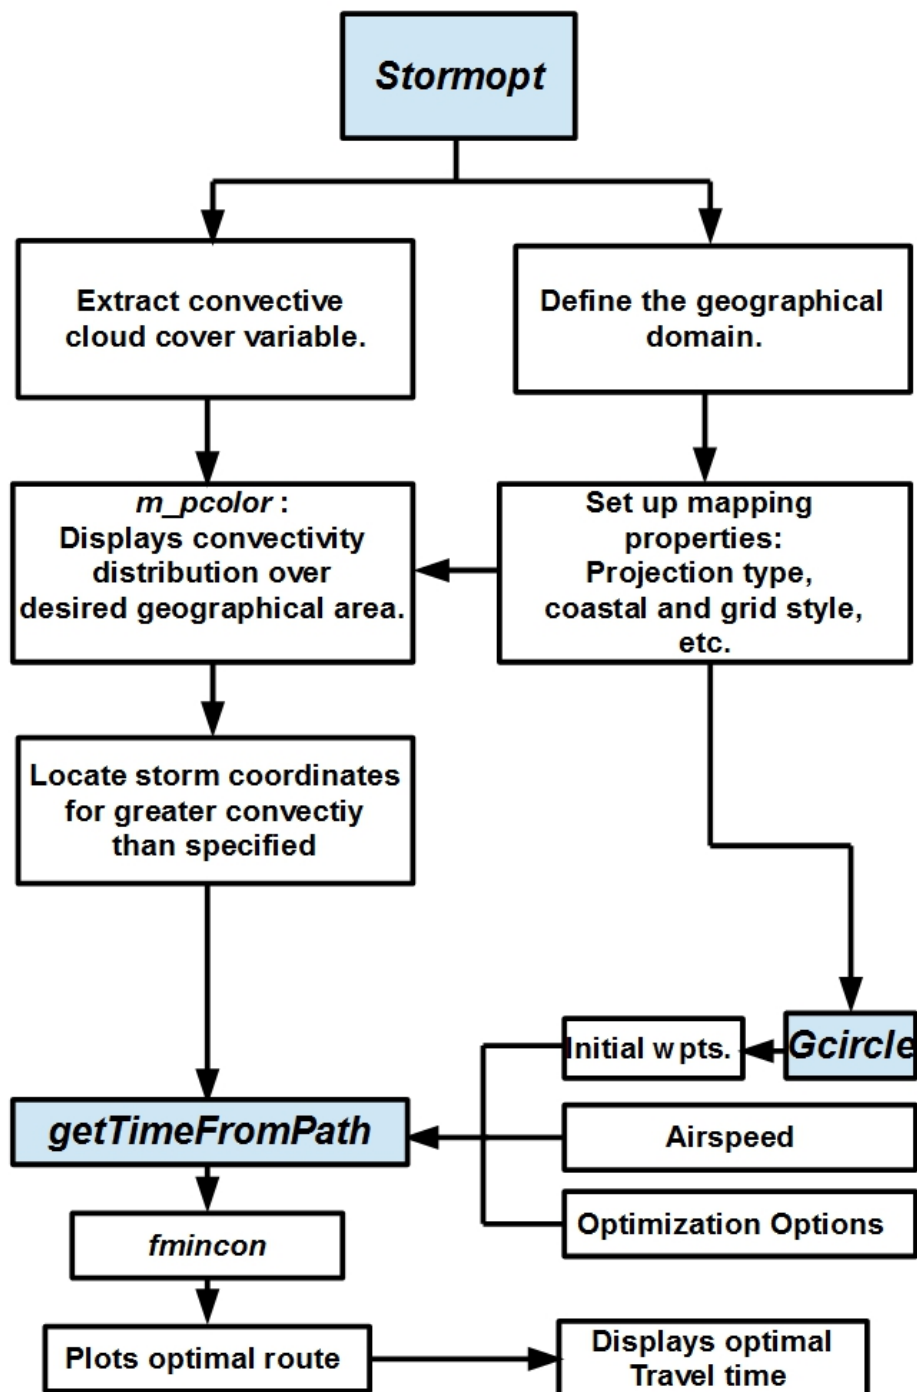 Stormopt
Extract convective
cloud cover variable.
Define the geographical
domain.
m_pcolor :
Displays convectivity
distribution over
desired geographical area.
Set up mapping
properties:
Projection type,
coastal and grid style,
etc.
Locate storm coordinates
for greater convectiy
than specified
Initial w pts.
Gcircle
getTimeFromPath
Airspeed
Optimization Options
fmincon
Plots optimal route
Displays optimal
Travel time